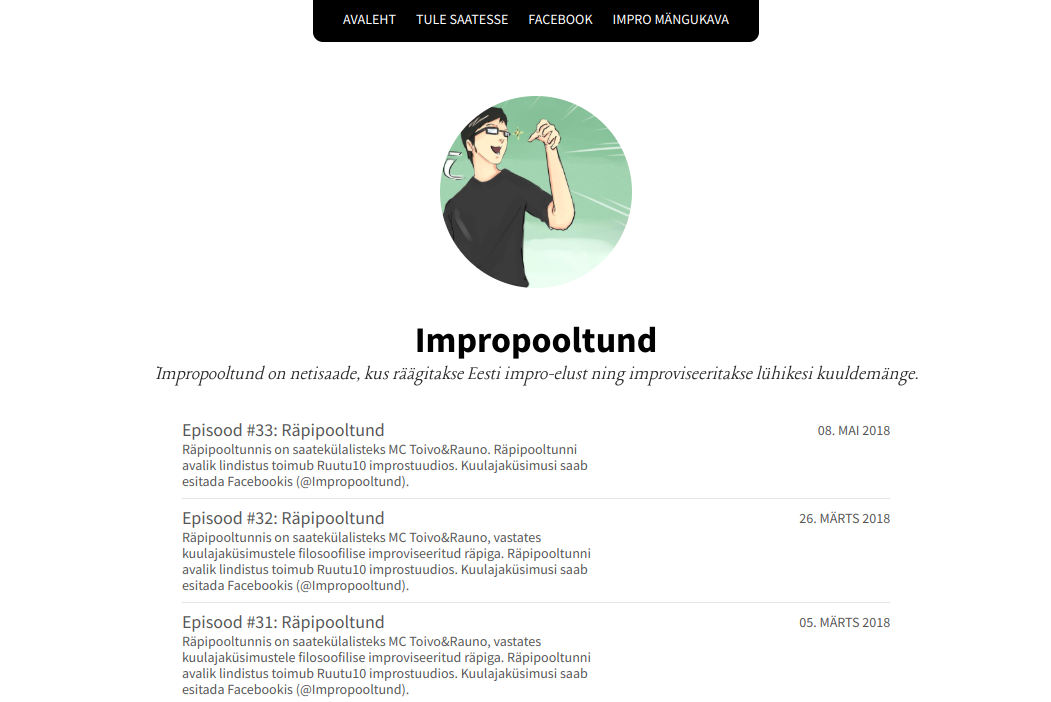 AVALEHT TULE SAATESSE FACEBOOK IMPRO MÄNGUKAVA
Impropooltund
Impropooltund on netisaade, kus räägitakse Eesti impro-elust ning improviseeritakse lühikesi kuuldemänge.
Episood #33: Räpipooltund 08. MAI 2018
Räpipooltunnis on saatekülalisteks MC Toivo&Rauno. Räpipooltunni
avalik lindistus toimub Ruutu10 improstuudios. Kuulajaküsimusi saab
esitada Facebookis (@Impropooltund).
Episood #32: Räpipooltund 26. MÄRTS 2018
Räpipooltunnis on saatekülalisteks MC Toivo&Rauno, vastates
kuulajaküsimustele filosoofilise improviseeritud räpiga. Räpipooltunni
avalik lindistus toimub Ruutu10 improstuudios. Kuulajaküsimusi saab
esitada Facebookis (@Impropooltund).
Episood #31: Räpipooltund 05. MÄRTS 2018
Räpipooltunnis on saatekülalisteks MC Toivo&Rauno, vastates
kuulajaküsimustele filosoofilise improviseeritud räpiga. Räpipooltunni
avalik lindistus toimub Ruutu10 improstuudios. Kuulajaküsimusi saab
esitada Facebookis (@Impropooltund).